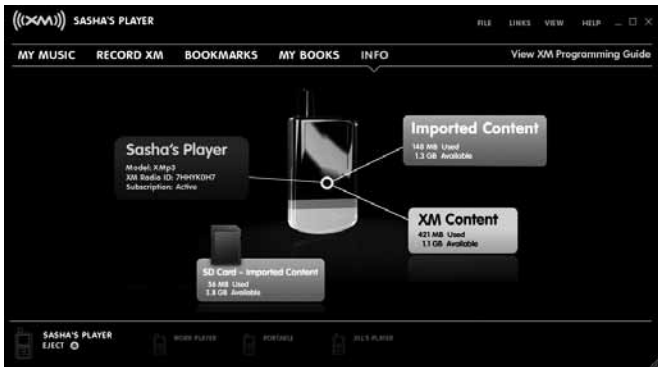 ((XM)) SASHA'S PLAYER
FILE LINKS VIEW HELP
MY MUSIC RECORD XM BOOKMARKS MY BOOKS INFO View XM Programming Guide
Imported Content
148 MB Used
1.3 GB Available
Sasha's Player
Model: XMp3
XM Radio ID: 7HHYK0H7
Subscription: Active
XM Content
421 MB Used
1.1 GB Available
SD Card - Imported Content
56 MB Used
3.8 GB Available
SASHA'S PLAYER
EJECT
WORK PLAYER PORTABLE JILL'S PLAYER